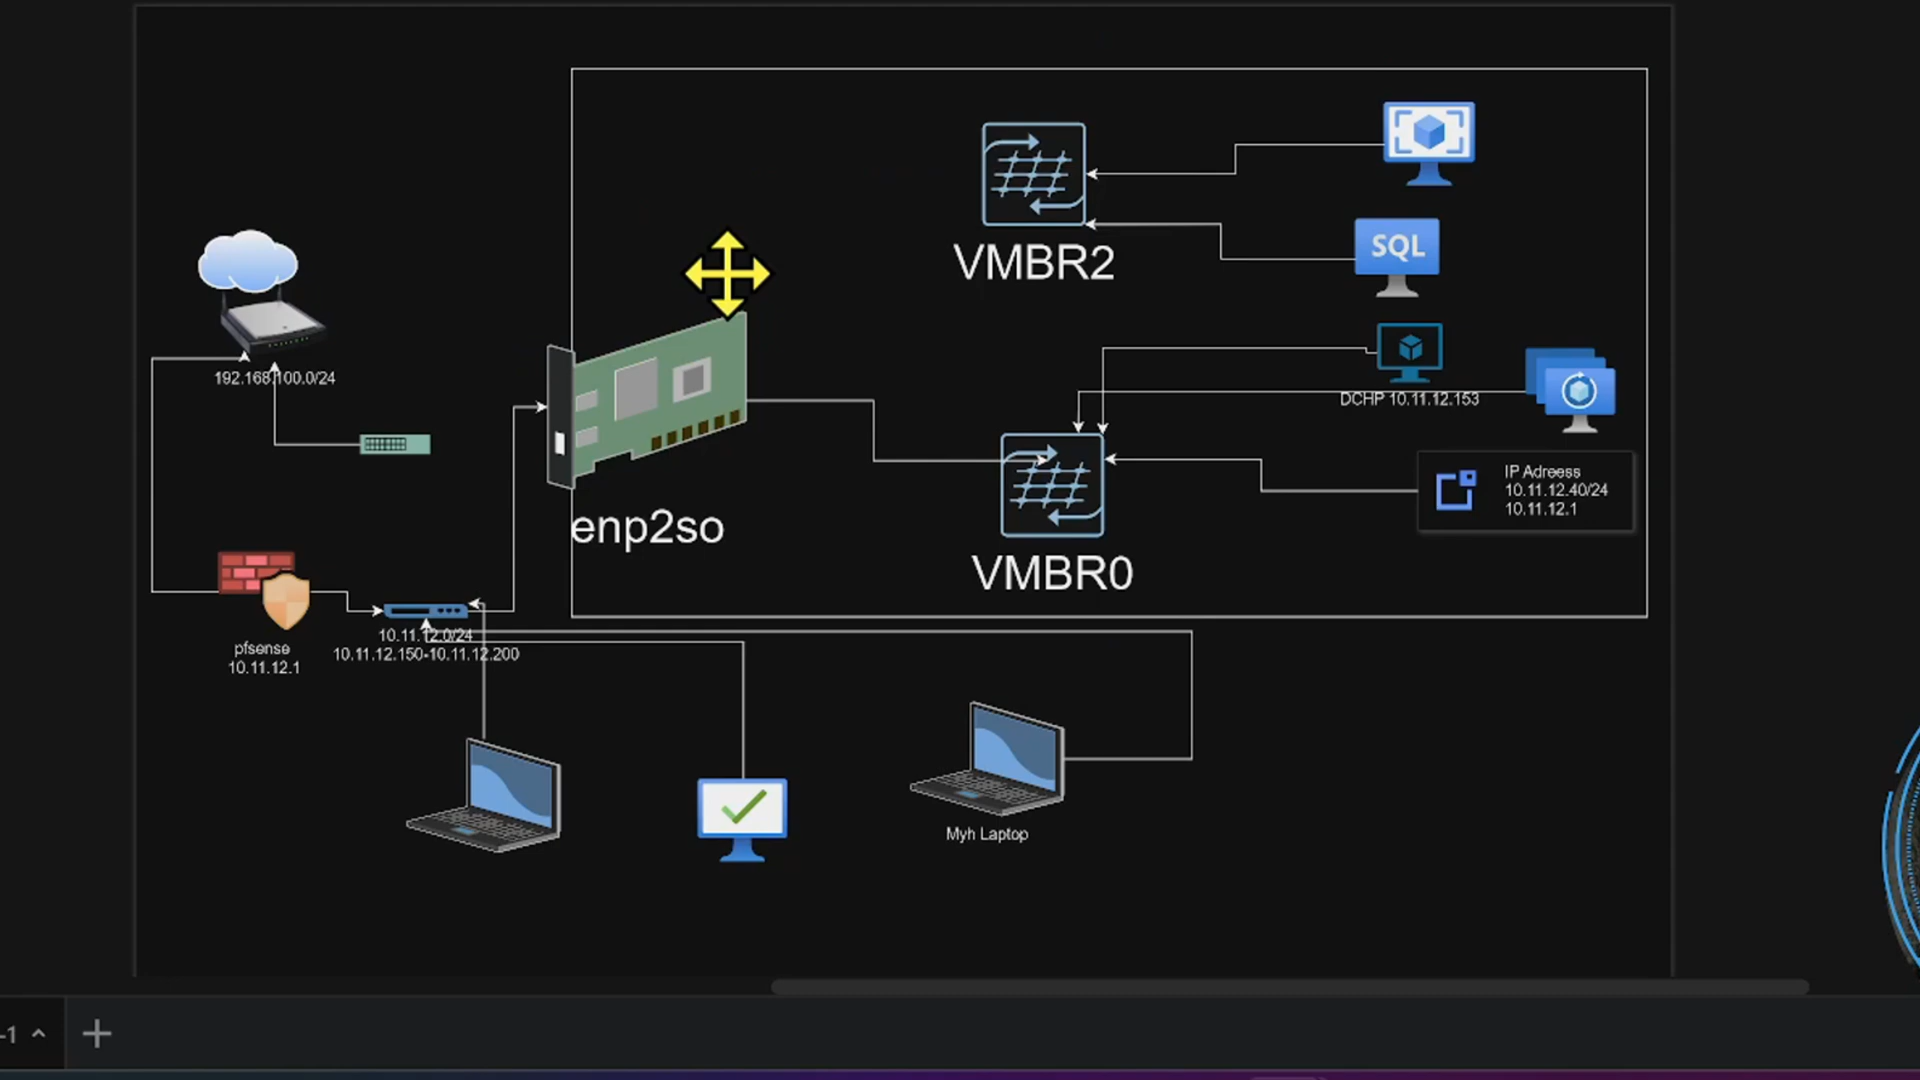 VMBR2
SQL
192.168.100.0/24
DCHP 10.11.12.153
IP Adreess
10.11.12.40/24
10.11.12.1
enp2so
VMBR0
pfsense
10.11.12.1
10.11.12.0/24
10.11.12.150-10.11.12.200
Myh Laptop
-1